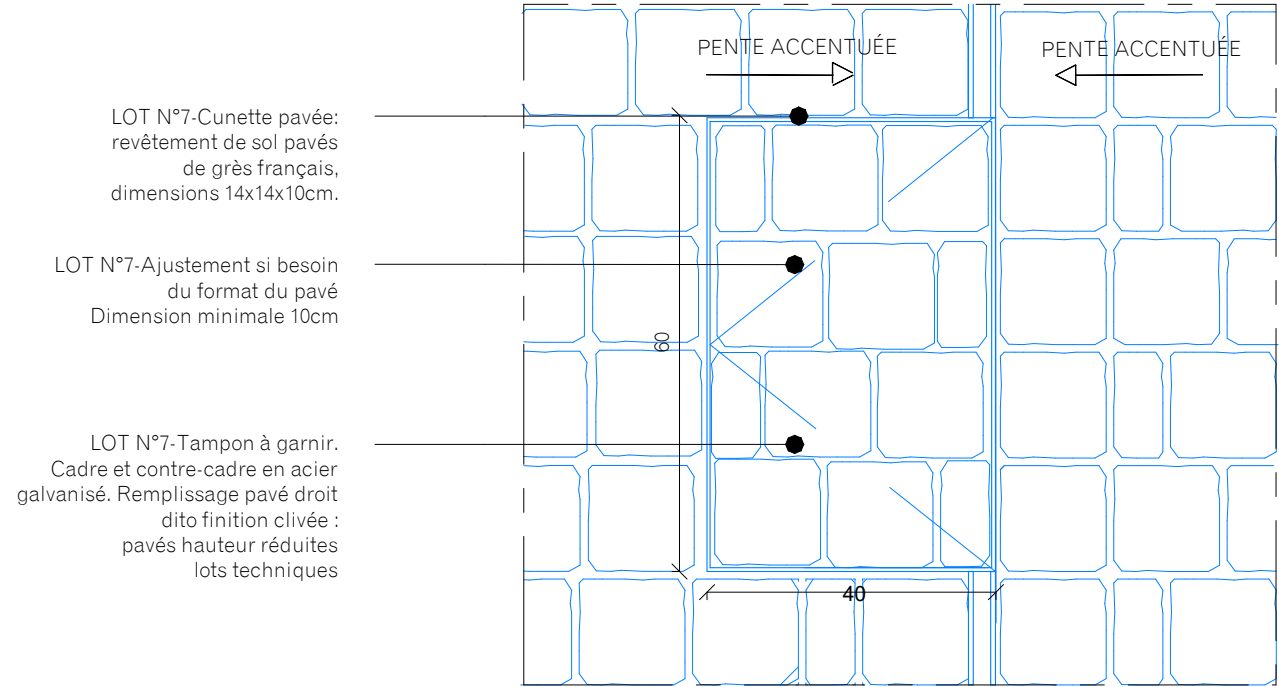 PENTE ACCENTUÉE
PENTE ACCENTUÉE
LOT N°7-Cunette pavée:
revêtement de sol pavés
de grès français,
dimensions 14x14x10cm.
LOT N°7-Ajustement si besoin
du format du pavé
Dimension minimale 10cm
60
LOT N°7-Tampon à garnir.
Cadre et contre-cadre en acier
galvanisé. Remplissage pavé droit
dito finition clivée :
pavés hauteur réduites
lots techniques
40